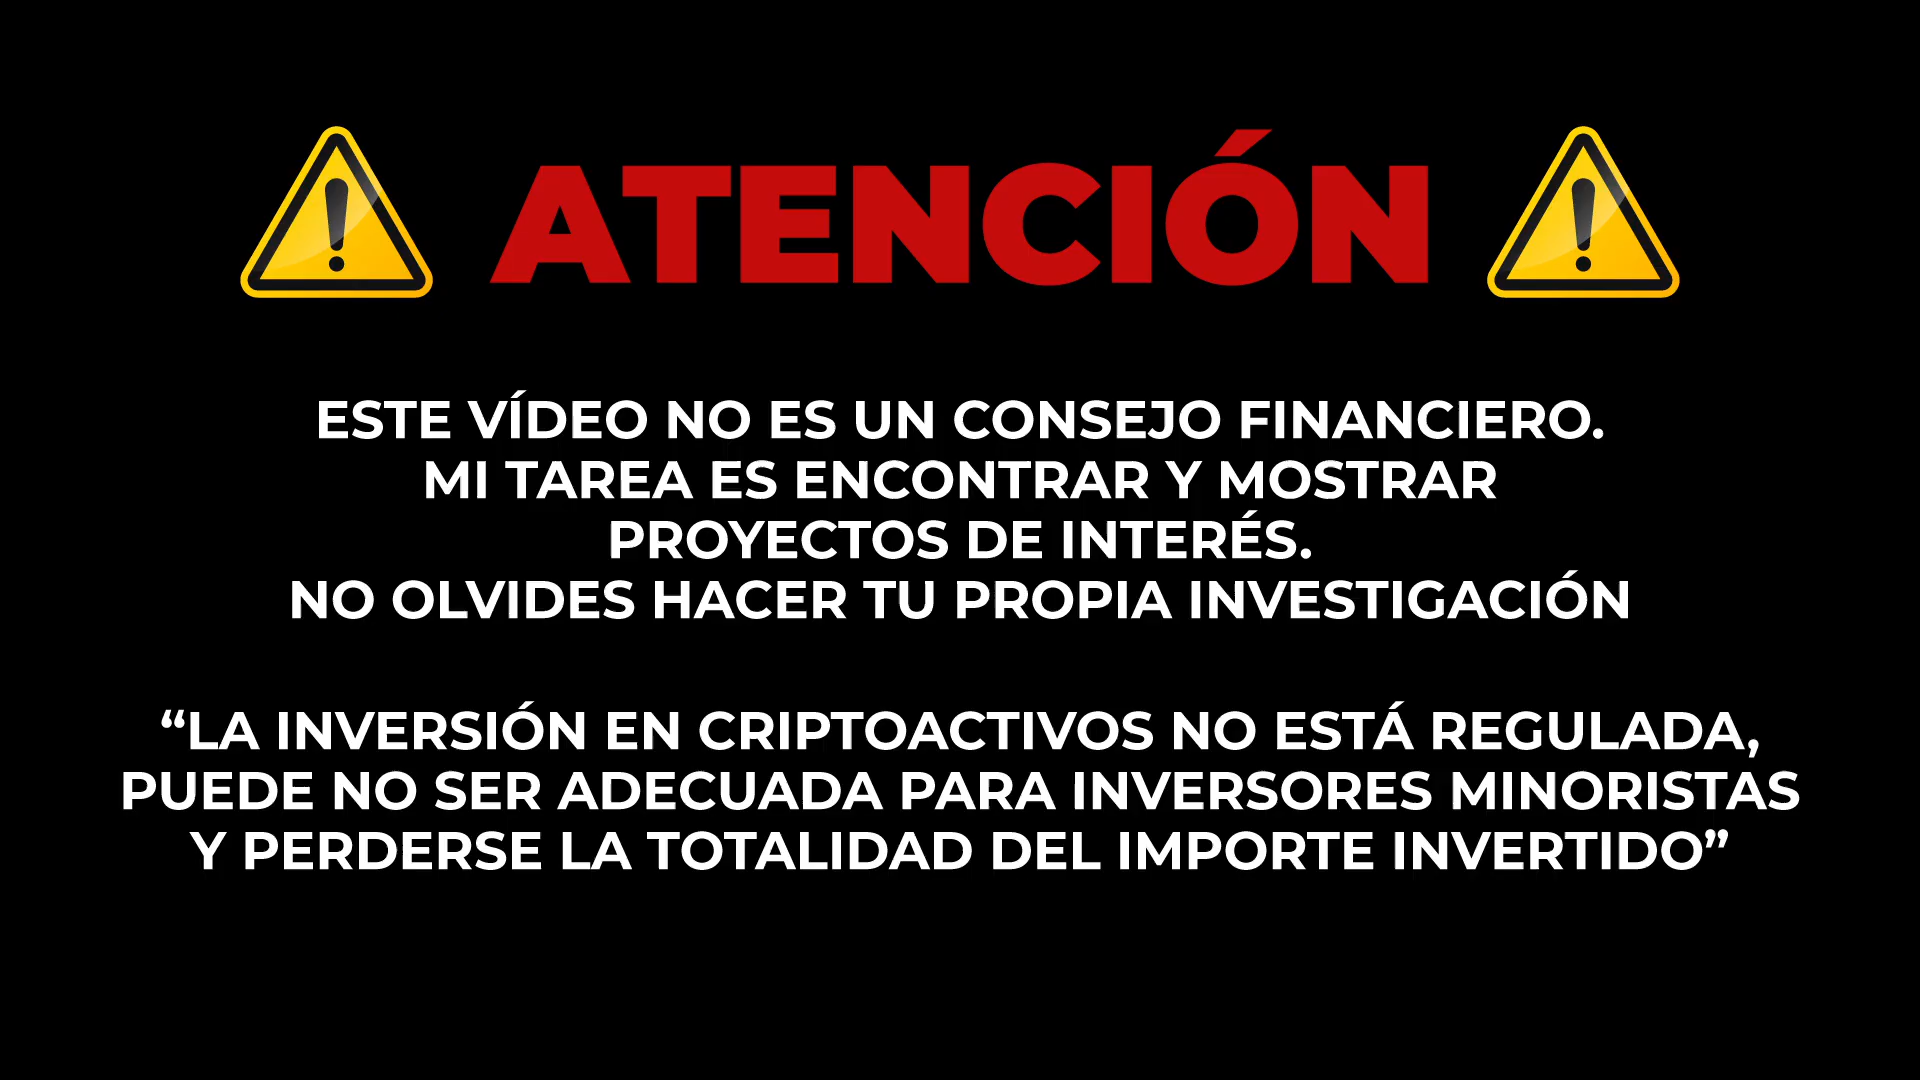 ATENCIÓN
ESTE VÍDEO NO ES UN CONSEJO FINANCIERO.
MI TAREA ES ENCONTRAR Y MOSTRAR
PROYECTOS DE INTERÉS.
NO OLVIDES HACER TU PROPIA INVESTIGACIÓN
“LA INVERSIÓN EN CRIPTOACTIVOS NO ESTÁ REGULADA,
PUEDE NO SER ADECUADA PARA INVERSORES MINORISTAS
Y PERDERSE LA TOTALIDAD DEL IMPORTE INVERTIDO”